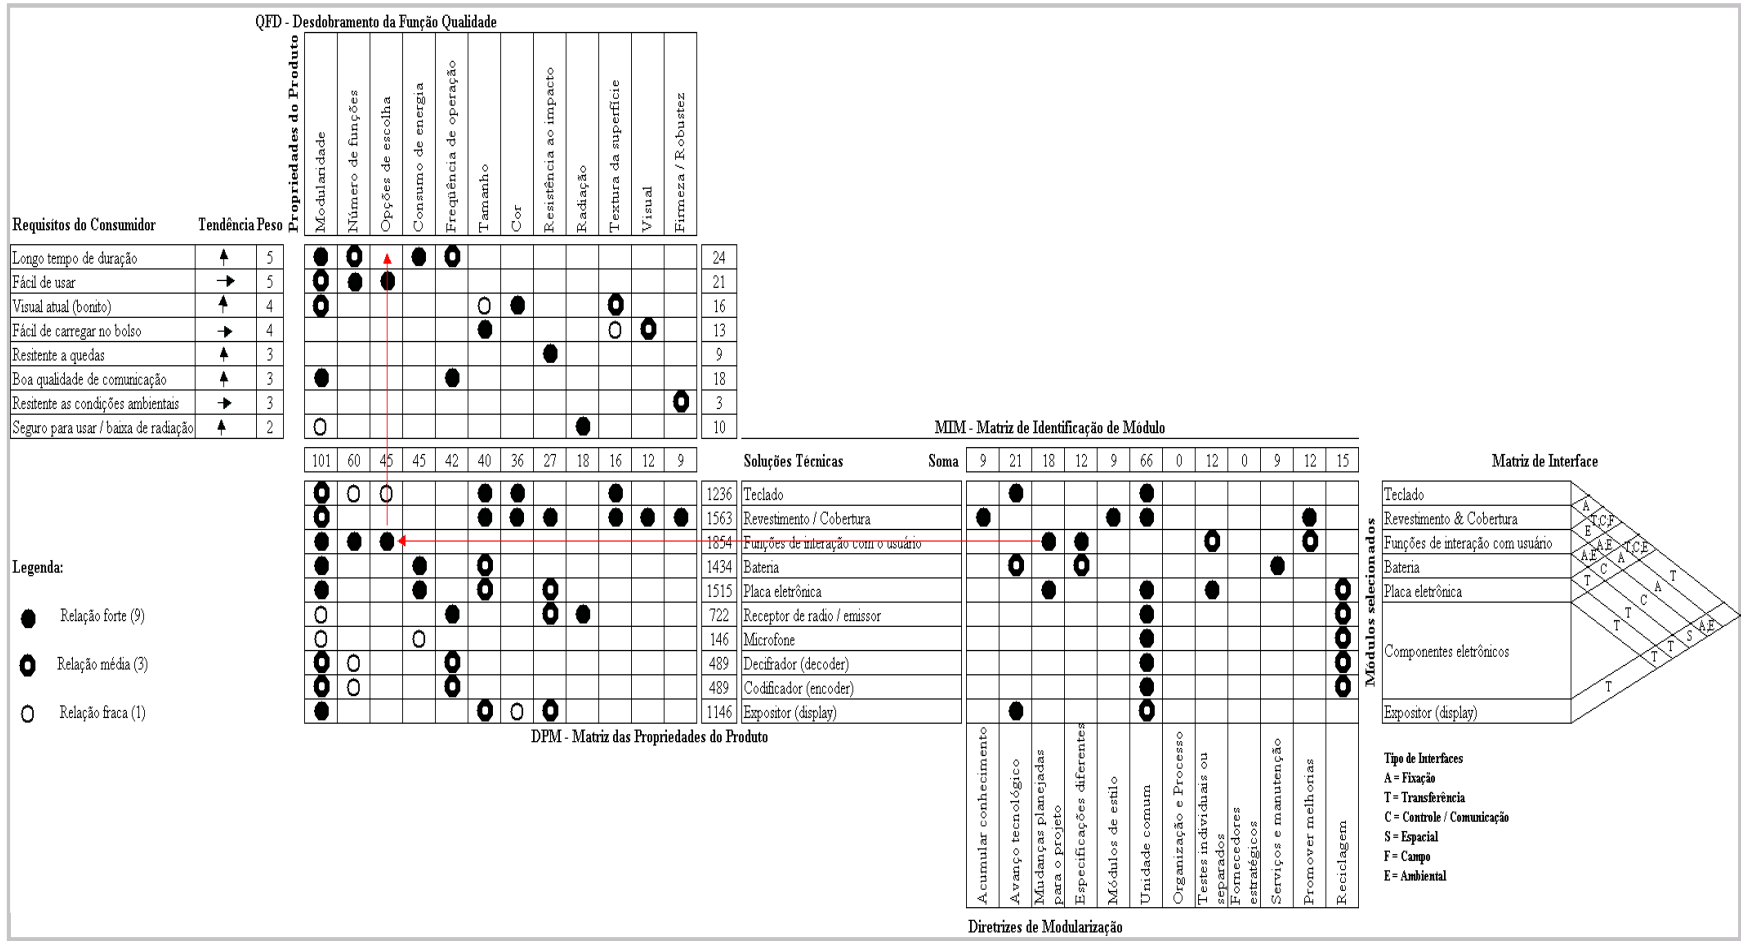 QFD - Desdobramento da Função Qualidade
Propriedades do Produto
Modularidade
Número de funções
Opções de escolha
Consumo de energia
Freqüência de operação
Tamanho
Cor
Resistência ao impacto
Radiação
Textura da superfície
Visual
Firmeza / Robustez
Requisitos do Consumidor Tendência Peso
Longo tempo de duração 5 24
Fácil de usar 5 21
Visual atual (bonito) 4 16
Fácil de carregar no bolso 4 13
Resitente a quedas 3 9
Boa qualidade de comunicação 3 18
Resitente as condições ambientais 3 3
Seguro para usar / baixa de radiação 2 10
MIM - Matriz de Identificação de Módulo
101 60 45 45 42 40 36 27 18 16 12 9 Soluções Técnicas Soma 9 21 18 12 9 66 0 12 0 9 12 15 Matriz de Interface
1236 Teclado
1563 Revestimento / Cobertura
1854 Funções de interação com o usuário
1434 Bateria
1515 Placa eletrônica
722 Receptor de radio / emissor
146 Microfone
489 Decifrador (decoder)
489 Codificador (encoder)
1146 Expositor (display)
DPM - Matriz das Propriedades do Produto
Legenda:
Relação forte (9)
Relação média (3)
Relação fraca (1)
Acumular conhecimento
Avanço tecnológico
Mudanças planejadas
para o projeto
Especificações diferentes
Módulos de estilo
Unidade comum
Organização e Processo
Testes individuais ou
separados
Fornecedores
estratégicos
Serviços e manutenção
Promover melhorias
Reciclagem
Diretrizes de Modularização
Módulos selecionados
Teclado
Revestimento & Cobertura
Funções de interação com usuário
Bateria
Placa eletrônica
Componentes eletrônicos
Expositor (display)
A
T,C,F
E
A,E
T,C,E
A,E
C
A
T
T
C
A
T
T
T
T
S
A,E
T
Tipo de Interfaces
A = Fixação
T = Transferência
C = Controle / Comunicação
S = Espacial
F = Campo
E = Ambiental